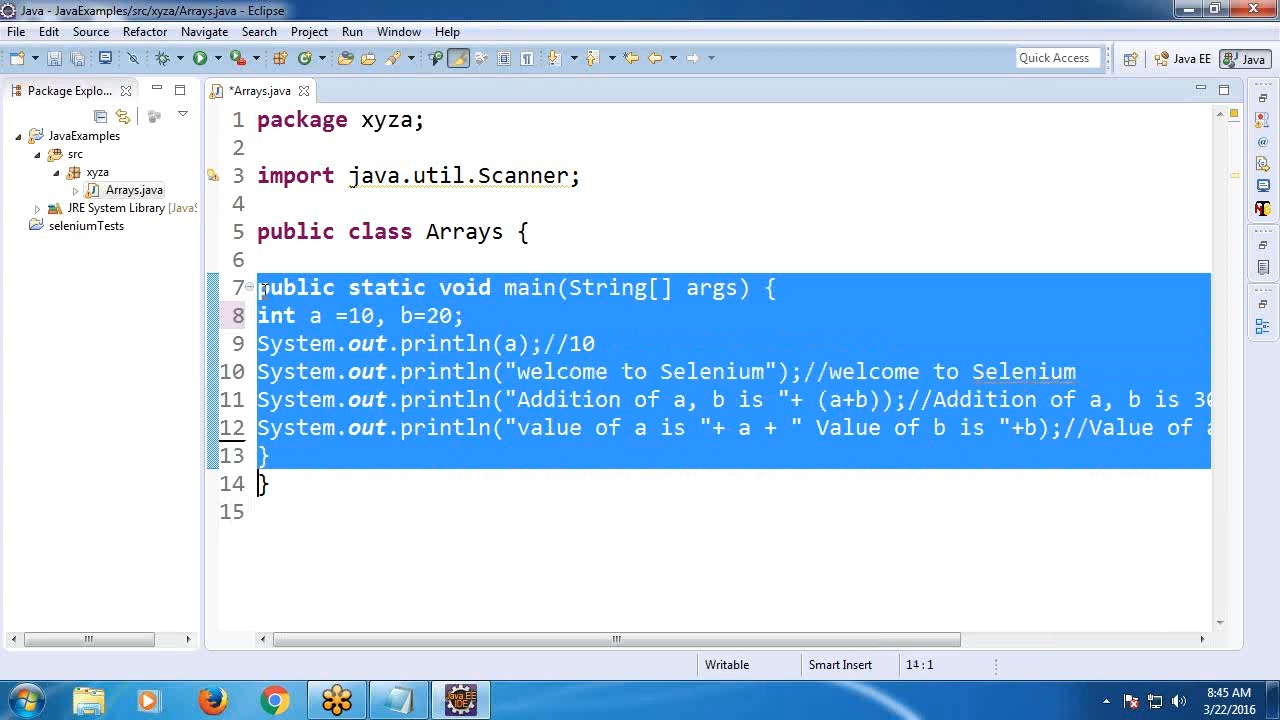 Java - JavaExamples/src/xyza/Arrays.java - Eclipse
File Edit Source Refactor Navigate Search Project Run Window Help
Quick Access Java EE Java
Package Explo... *Arrays.java
JavaExamples
src
xyza
Arrays.java
JRE System Library [JavaS
seleniumTests
1 package xyza;
2
3 import java.util.Scanner;
4
5 public class Arrays {
6
7 public static void main(String[] args) {
8 int a =10, b=20;
9 System.out.println(a);//10
10 System.out.println("welcome to Selenium");//welcome to Selenium
11 System.out.println("Addition of a, b is "+ (a+b));//Addition of a, b is 30
12 System.out.println("value of a is "+ a + " Value of b is "+b);//Value of a
13 }
14 }
15
Writable Smart Insert 14 : 1
Java EE IDE
8:45 AM
3/22/2016